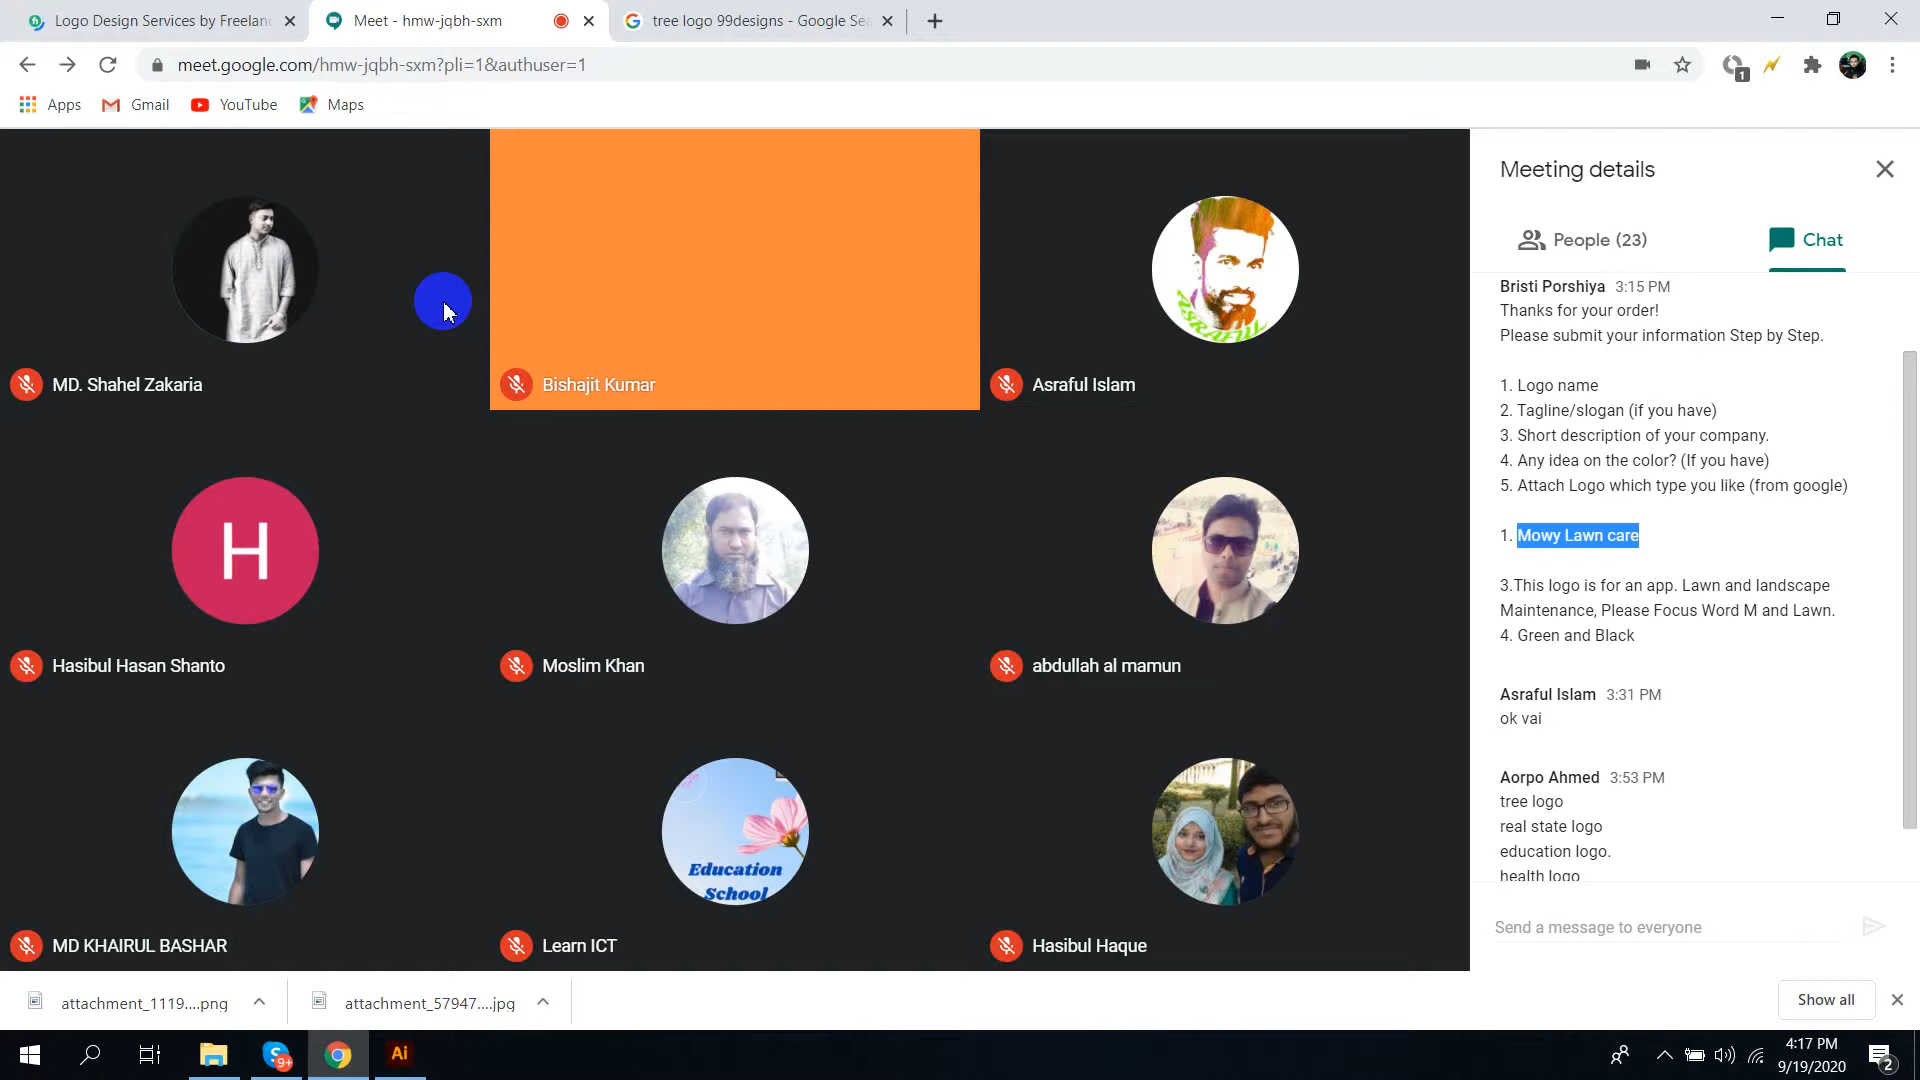 Logo Design Services by Freelanc
Meet - hmw-jqbh-sxm
tree logo 99designs - Google Sea
meet.google.com/hmw-jqbh-sxm?pli=1&authuser=1
1
Apps
Gmail
YouTube
Maps
MD. Shahel Zakaria
Bishajit Kumar
ASRAFUL
Asraful Islam
H
Hasibul Hasan Shanto
Moslim Khan
abdullah al mamun
MD KHAIRUL BASHAR
Education
School
Learn ICT
Hasibul Haque
Meeting details
People (23)
Chat
Bristi Porshiya 3:15 PM
Thanks for your order!
Please submit your information Step by Step.
1. Logo name
2. Tagline/slogan (if you have)
3. Short description of your company.
4. Any idea on the color? (If you have)
5. Attach Logo which type you like (from google)
1. Mowy Lawn care
3.This logo is for an app. Lawn and landscape
Maintenance, Please Focus Word M and Lawn.
4. Green and Black
Asraful Islam 3:31 PM
ok vai
Aorpo Ahmed 3:53 PM
tree logo
real state logo
education logo.
health logo
Send a message to everyone
attachment_1119....png
attachment_57947....jpg
Show all
S
9+
Ai
4:17 PM
9/19/2020
2